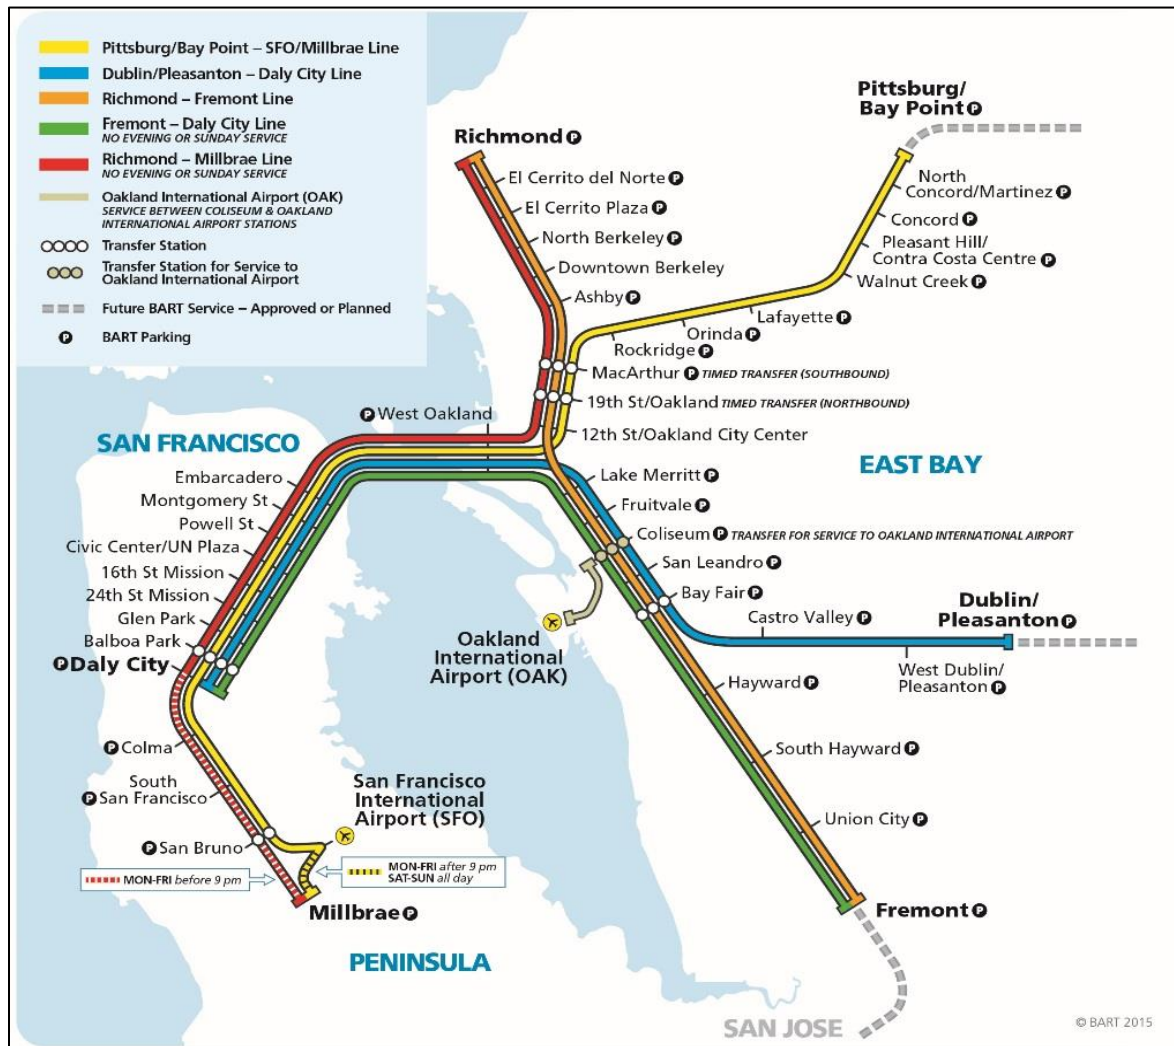 Pittsburg/Bay Point – SFO/Millbrae Line
Dublin/Pleasanton – Daly City Line
Richmond – Fremont Line
Fremont – Daly City Line
NO EVENING OR SUNDAY SERVICE
Richmond – Millbrae Line
NO EVENING OR SUNDAY SERVICE
Oakland International Airport (OAK)
SERVICE BETWEEN COLISEUM & OAKLAND
INTERNATIONAL AIRPORT STATIONS
Transfer Station
Transfer Station for Service to
Oakland International Airport
Future BART Service – Approved or Planned
P BART Parking
Richmond P
El Cerrito del Norte P
El Cerrito Plaza P
North Berkeley P
Downtown Berkeley
Ashby P
Pittsburg/
Bay Point P
North
Concord/Martinez P
Concord P
Pleasant Hill/
Contra Costa Centre P
Walnut Creek P
Lafayette P
Orinda P
Rockridge P
MacArthur P TIMED TRANSFER (SOUTHBOUND)
19th St/Oakland TIMED TRANSFER (NORTHBOUND)
12th St/Oakland City Center
P West Oakland
SAN FRANCISCO
EAST BAY
Embarcadero
Montgomery St
Powell St
Civic Center/UN Plaza
16th St Mission
24th St Mission
Glen Park
Balboa Park
P Daly City
Lake Merritt P
Fruitvale P
Coliseum P TRANSFER FOR SERVICE TO OAKLAND INTERNATIONAL AIRPORT
San Leandro P
Bay Fair P
Castro Valley P
Dublin/
Pleasanton P
West Dublin/
Pleasanton P
Oakland
International
Airport (OAK)
Hayward P
South Hayward P
Union City P
Fremont P
P Colma
South
P San Francisco
San Francisco
International
Airport (SFO)
P San Bruno
MON-FRI before 9 pm
MON-FRI after 9 pm
SAT-SUN all day
Millbrae P
PENINSULA
SAN JOSE
© BART 2015